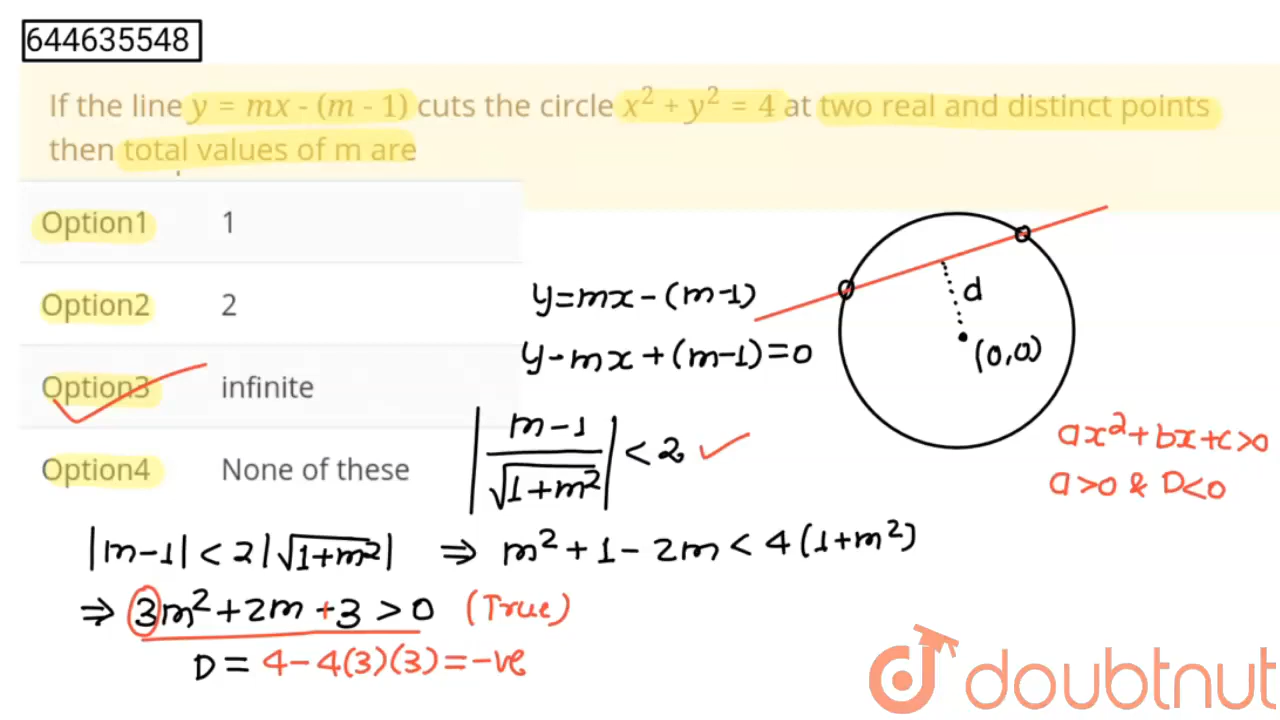 644635548
If the line y = mx - (m - 1) cuts the circle x² + y² = 4 at two real and distinct points
then total values of m are
Option1 1
Option2 2
Option3 infinite
Option4 None of these
y=mx-(m-1)
y-mx+(m-1)=0
d
(0,0)
|m-1/√1+m²| <2
ax²+bx+c>0
a>0 & D<0
|m-1| < 2|√1+m²| ⇒ m²+1-2m < 4(1+m²)
⇒ 3m²+2m+3 >0 (True)
D = 4-4(3)(3) = -ve
doubtnut